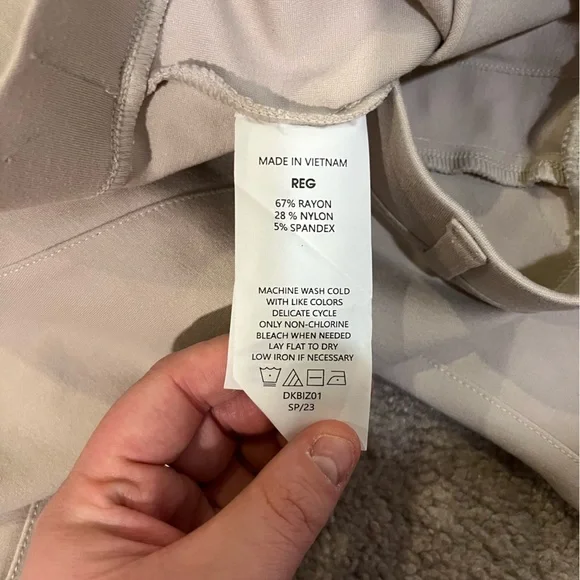 MADE IN VIETNAM
REG
67% RAYON
28 % NYLON
5% SPANDEX
MACHINE WASH COLD
WITH LIKE COLORS
DELICATE CYCLE
ONLY NON-CHLORINE
BLEACH WHEN NEEDED
LAY FLAT TO DRY
LOW IRON IF NECESSARY
DKBIZ01
SP/23